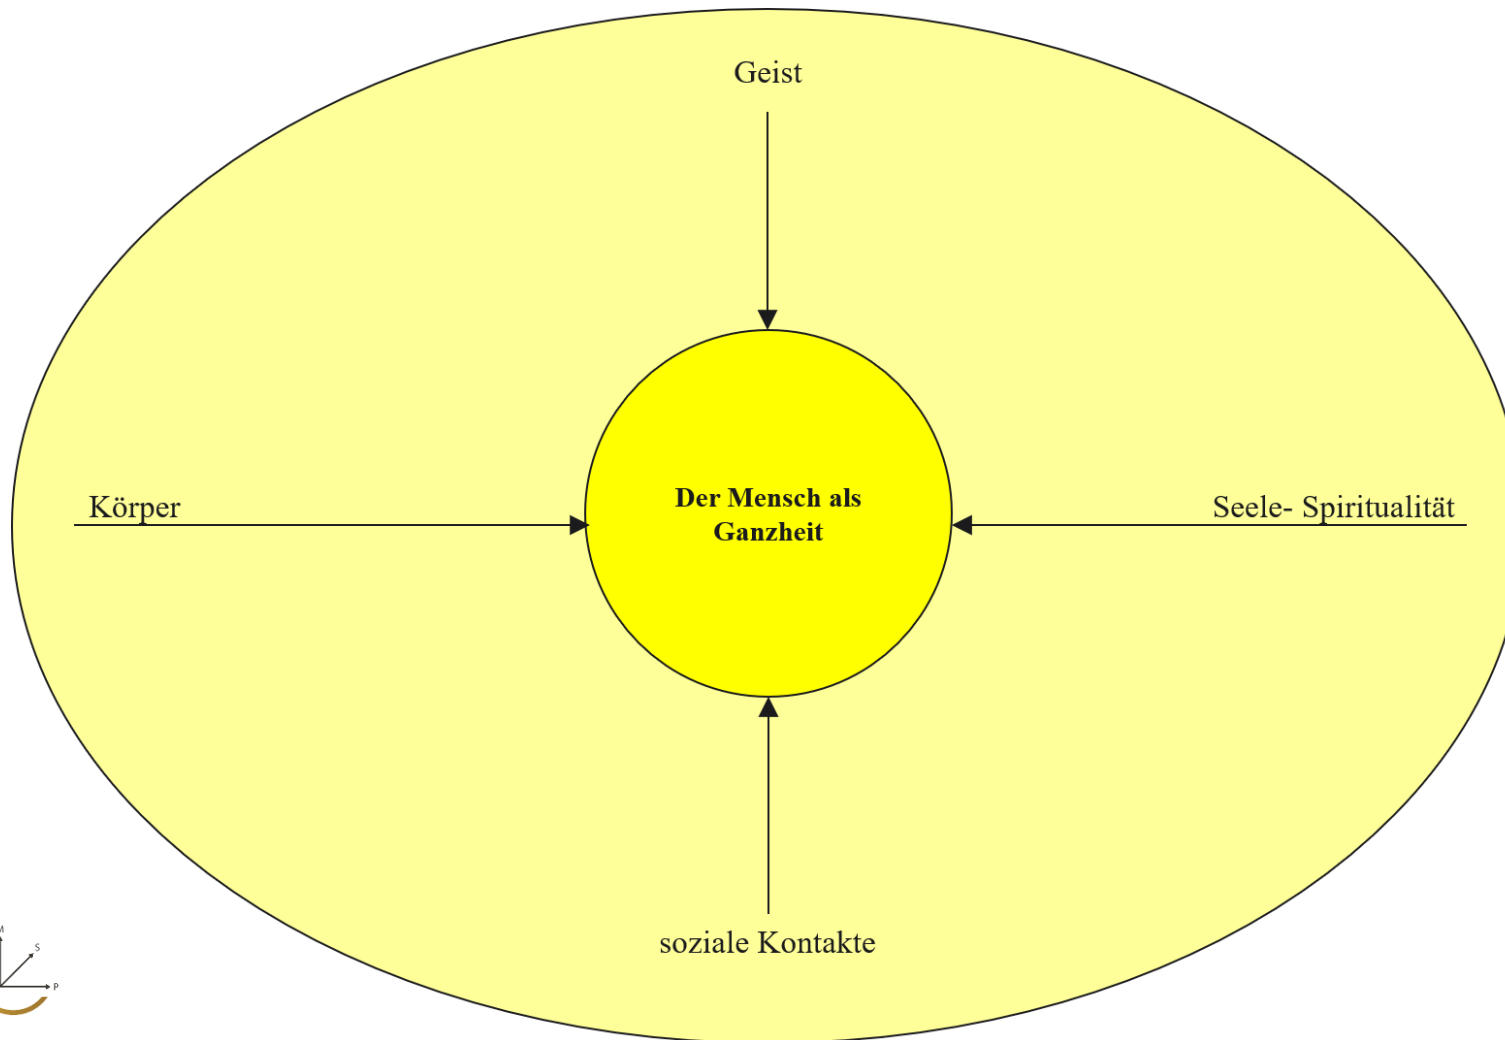 Geist
Körper
Der Mensch als
Ganzheit
Seele- Spiritualität
soziale Kontakte
M
S
P